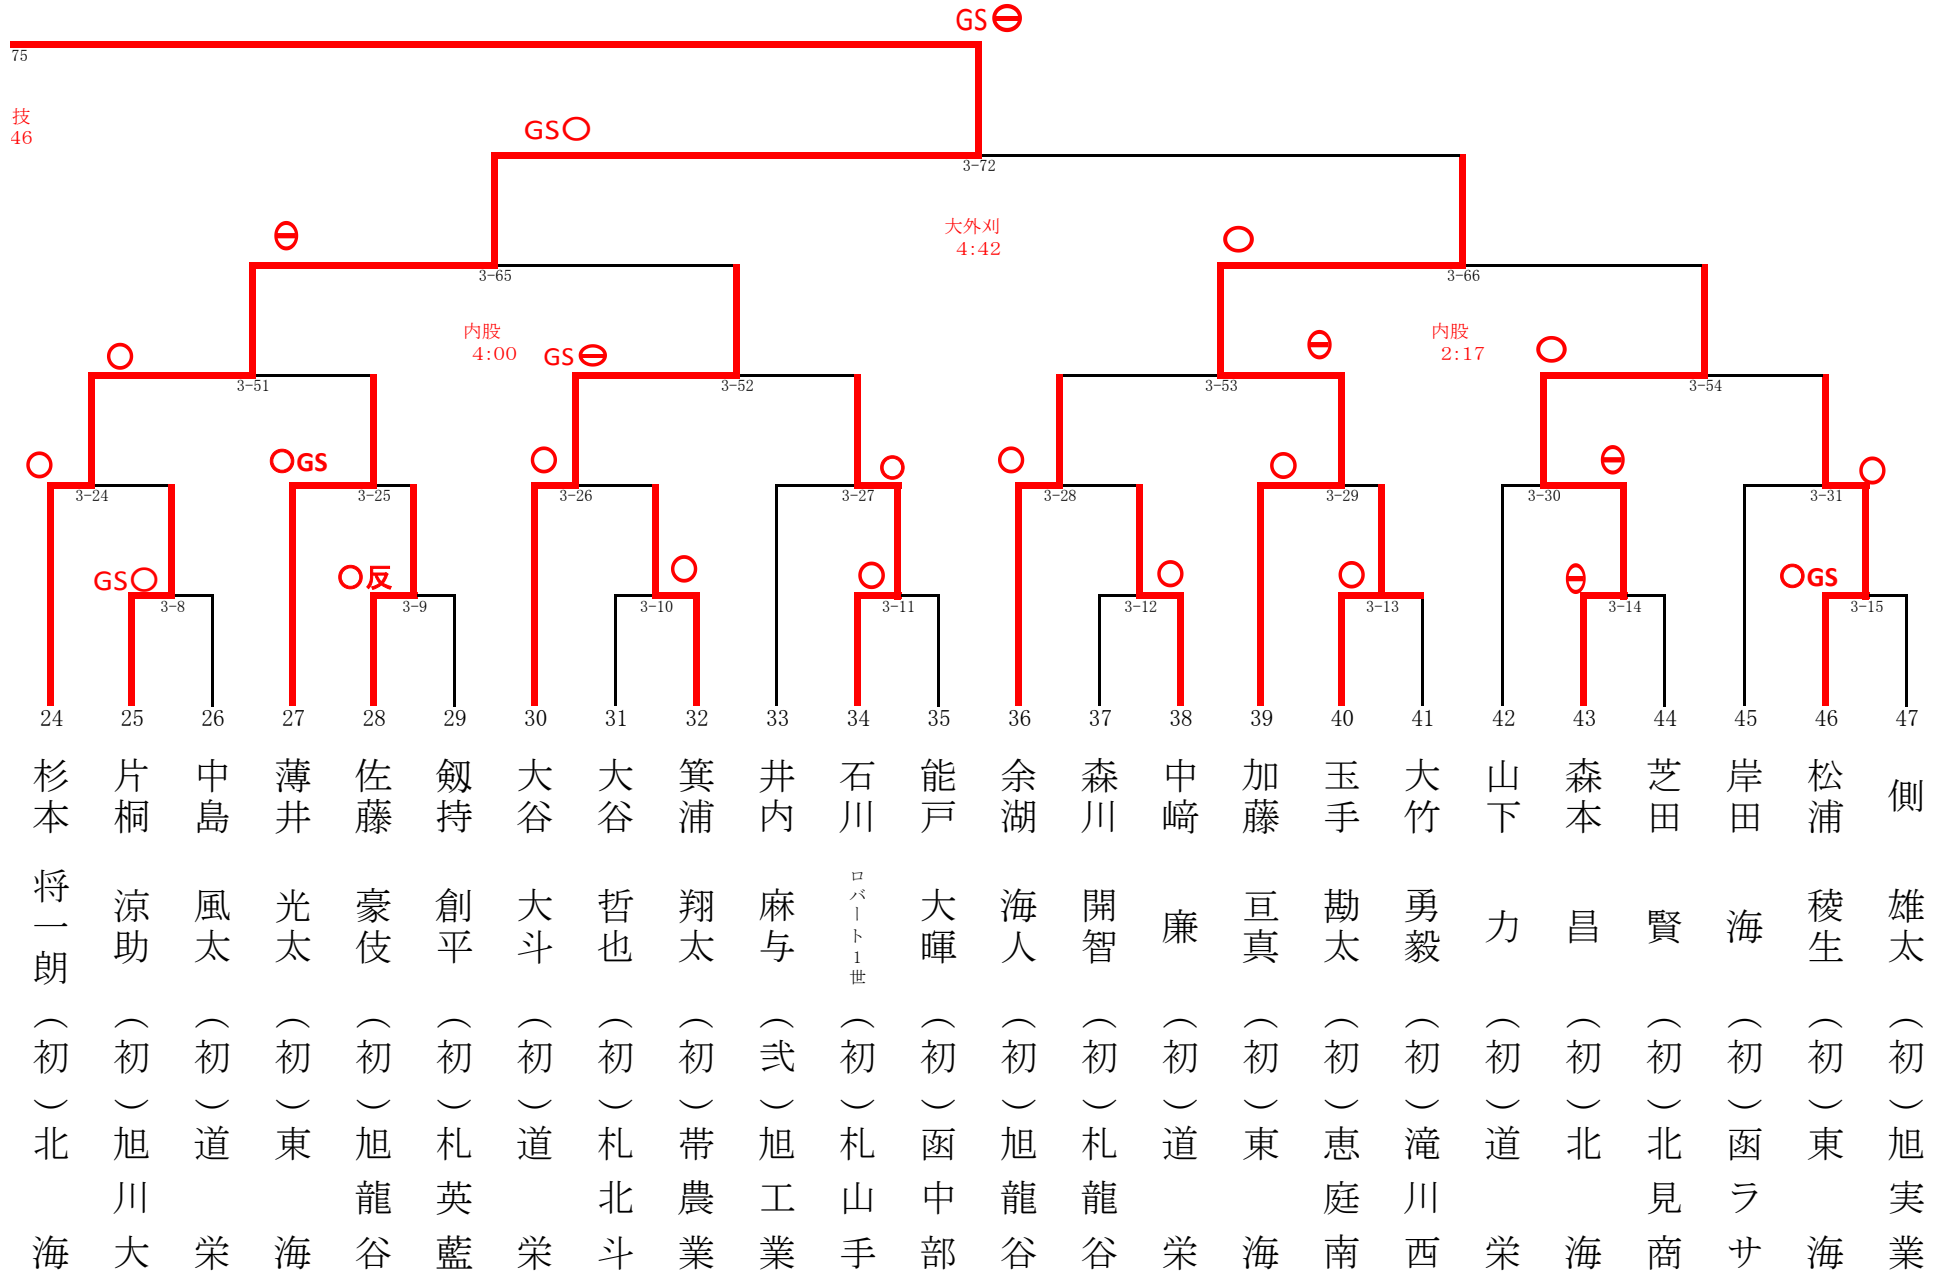 GS
75
技
46
GS
3-72
大外刈
4:42
3-65
3-66
内股
4:00
GS
内股
2:17
3-51
3-52
3-53
3-54
GS
3-24
3-25
3-26
3-27
3-28
3-29
3-30
3-31
GS
反
GS
3-8
3-9
3-10
3-11
3-12
3-13
3-14
3-15
24 杉本 将一朗 (初) 北海
25 片桐 涼助 (初) 旭川大
26 中島 風太 (初) 道栄
27 薄井 光太 (初) 東海
28 佐藤 豪伎 (初) 旭龍谷
29 剱持 創平 (初) 札英藍
30 大谷 大斗 (初) 道栄
31 大谷 哲也 (初) 札北斗
32 箕浦 翔太 (初) 帯農業
33 井内 麻与 (弐) 旭工業
34 石川 ロバート1世 (初) 札山手
35 能戸 大暉 (初) 函中部
36 余湖 海人 (初) 旭龍谷
37 森川 開智 (初) 札龍谷
38 中﨑 廉 (初) 道栄
39 加藤 亘真 (初) 東海
40 玉手 勘太 (初) 恵庭南
41 大竹 勇毅 (初) 滝川西
42 山下 力 (初) 道栄
43 森本 昌 (初) 北海
44 芝田 賢 (初) 北見商
45 岸田 海 (初) 函ラサ
46 松浦 稜生 (初) 東海
47 側 雄太 (初) 旭実業